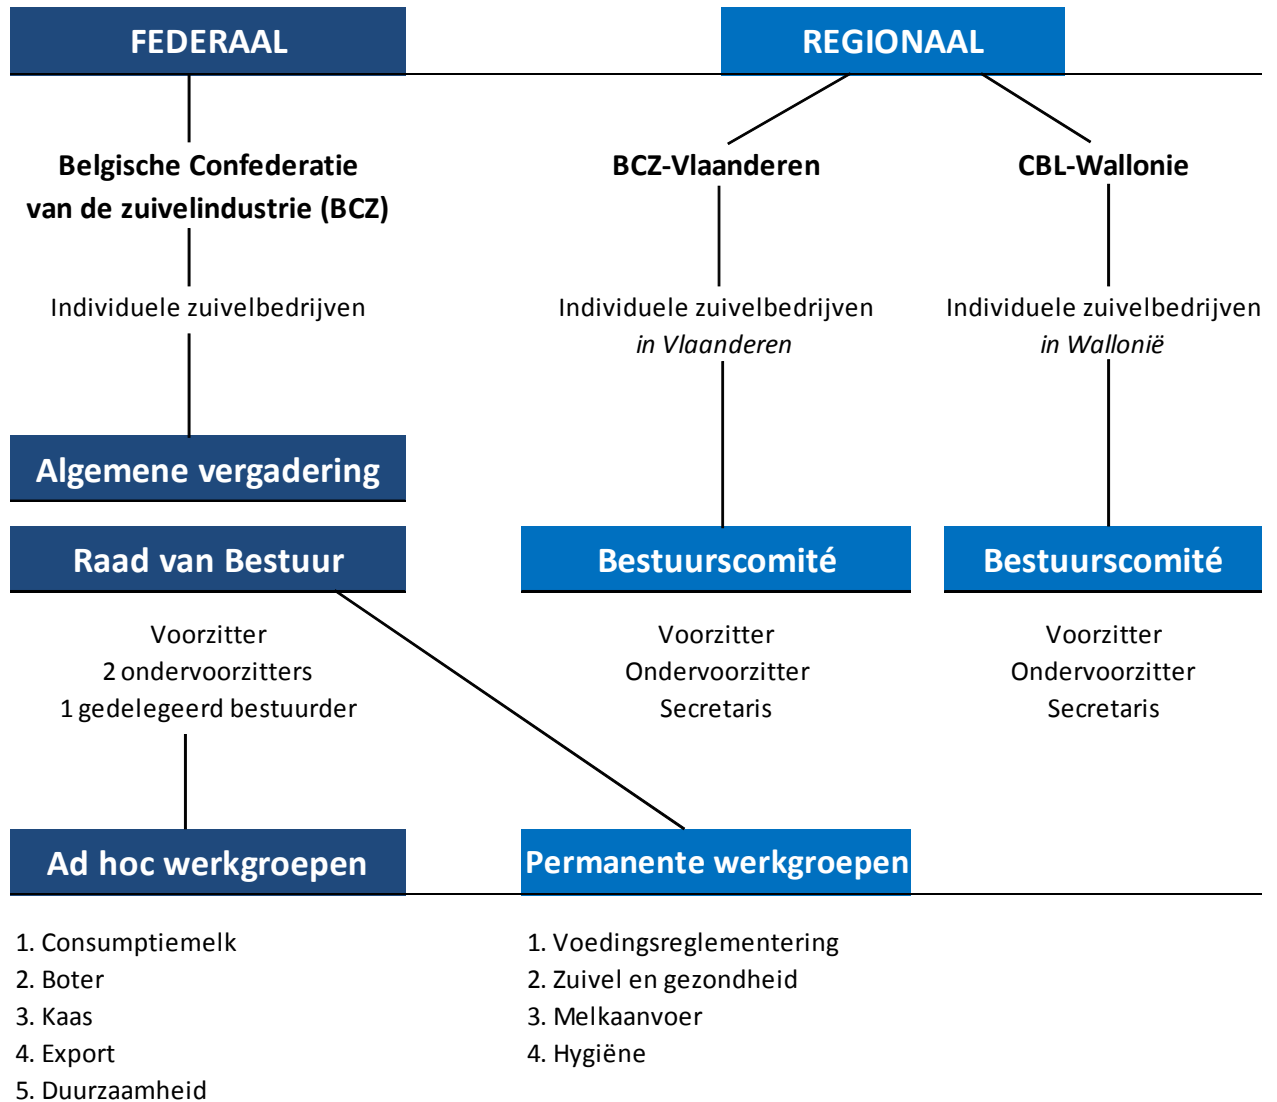 FEDERAAL
REGIONAAL
Belgische Confederatie
van de zuivelindustrie (BCZ)
BCZ-Vlaanderen
CBL-Wallonie
Individuele zuivelbedrijven
Individuele zuivelbedrijven
in Vlaanderen
Individuele zuivelbedrijven
in Wallonië
Algemene vergadering
Raad van Bestuur
Bestuurscomité
Bestuurscomité
Voorzitter
2 ondervoorzitters
1 gedelegeerd bestuurder
Voorzitter
Ondervoorzitter
Secretaris
Voorzitter
Ondervoorzitter
Secretaris
Ad hoc werkgroepen
Permanente werkgroepen
1. Consumptiemelk
2. Boter
3. Kaas
4. Export
5. Duurzaamheid
1. Voedingsreglementering
2. Zuivel en gezondheid
3. Melkaanvoer
4. Hygiëne